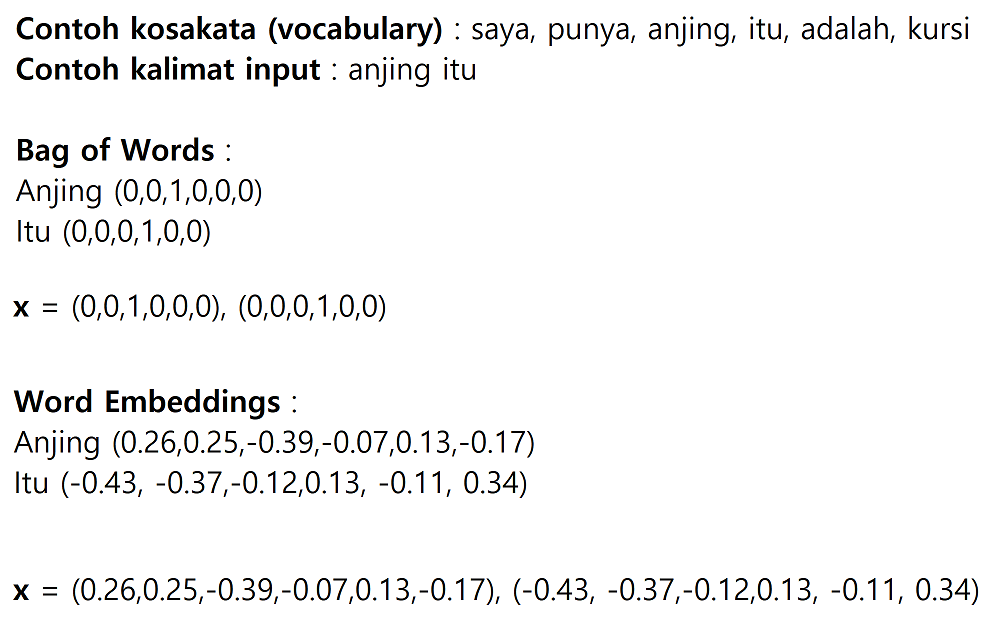 Contoh kosakata (vocabulary) : saya, punya, anjing, itu, adalah, kursi
Contoh kalimat input : anjing itu
Bag of Words :
Anjing (0,0,1,0,0,0)
Itu (0,0,0,1,0,0)
x = (0,0,1,0,0,0), (0,0,0,1,0,0)
Word Embeddings :
Anjing (0.26,0.25,-0.39,-0.07,0.13,-0.17)
Itu (-0.43, -0.37,-0.12,0.13, -0.11, 0.34)
x = (0.26,0.25,-0.39,-0.07,0.13,-0.17), (-0.43, -0.37,-0.12,0.13, -0.11, 0.34)